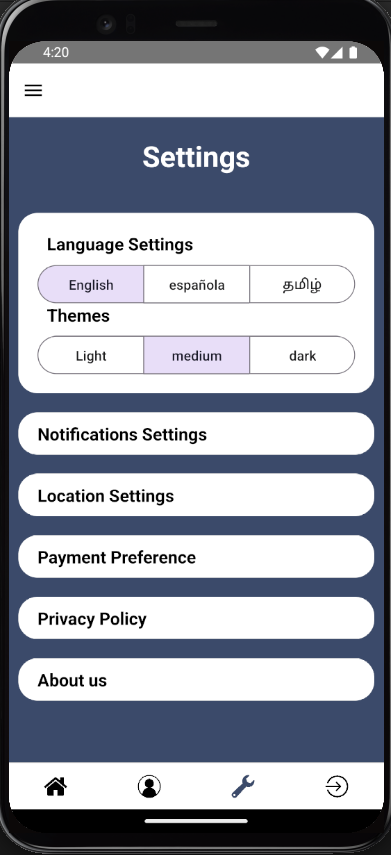 4:20
Settings
Language Settings
English española தமிழ்
Themes
Light medium dark
Notifications Settings
Location Settings
Payment Preference
Privacy Policy
About us